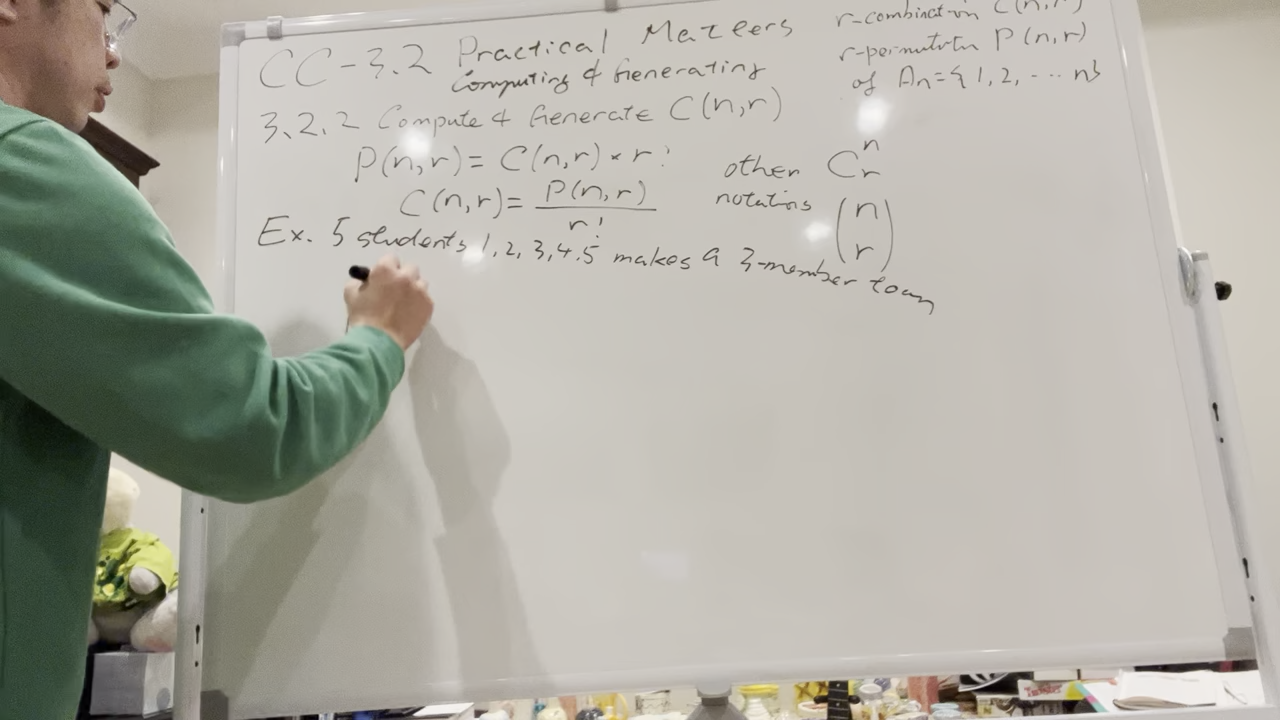 CC-3.2 Practical Matters
Computing & Generating
r-combination C(n,r)
r-permutatn P(n,r)
of An={1,2, ... n}
3.2.2 Compute & Generate C(n,r)
P(n,r) = C(n,r) * r!
C(n,r) = P(n,r) / r!
other C n r
notations (n r)
Ex. 5 students 1,2,3,4.5 makes a 3-member team